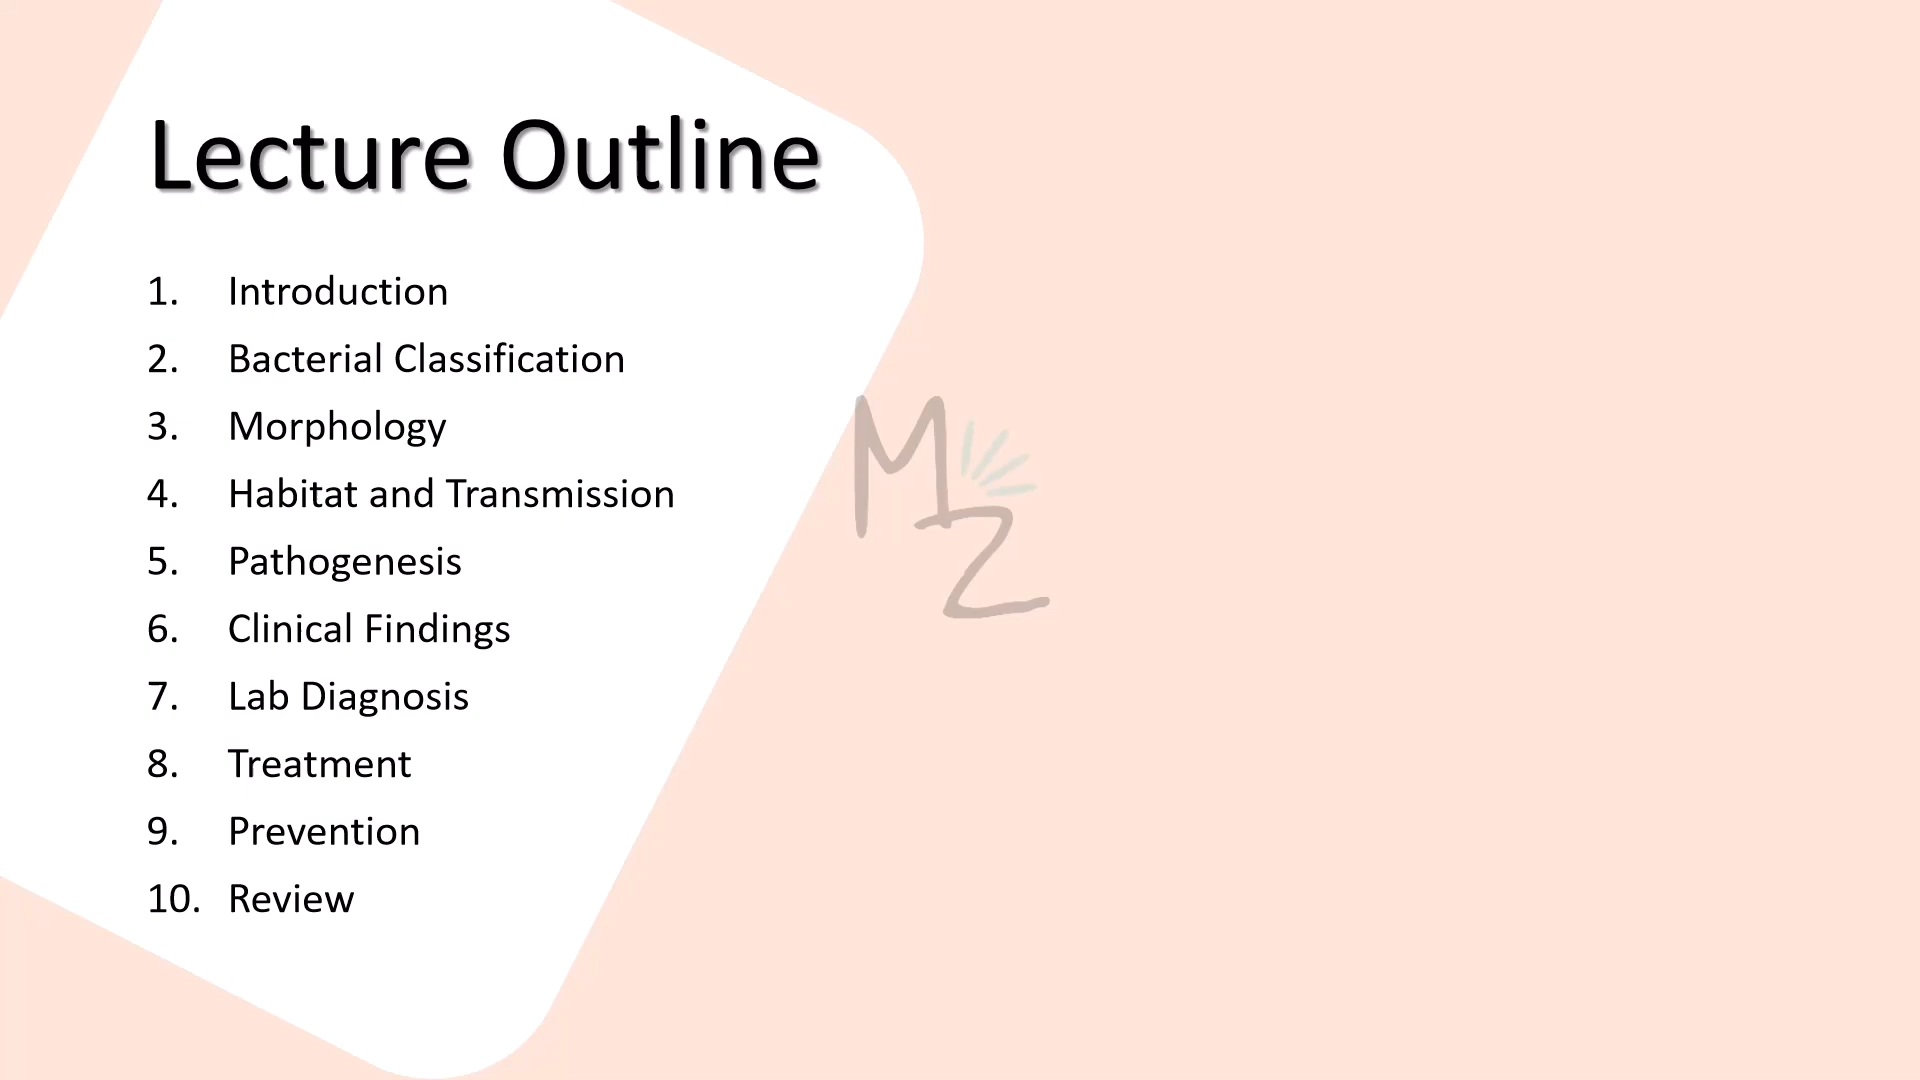 Lecture Outline
1. Introduction
2. Bacterial Classification
3. Morphology
4. Habitat and Transmission
5. Pathogenesis
6. Clinical Findings
7. Lab Diagnosis
8. Treatment
9. Prevention
10. Review
MZ